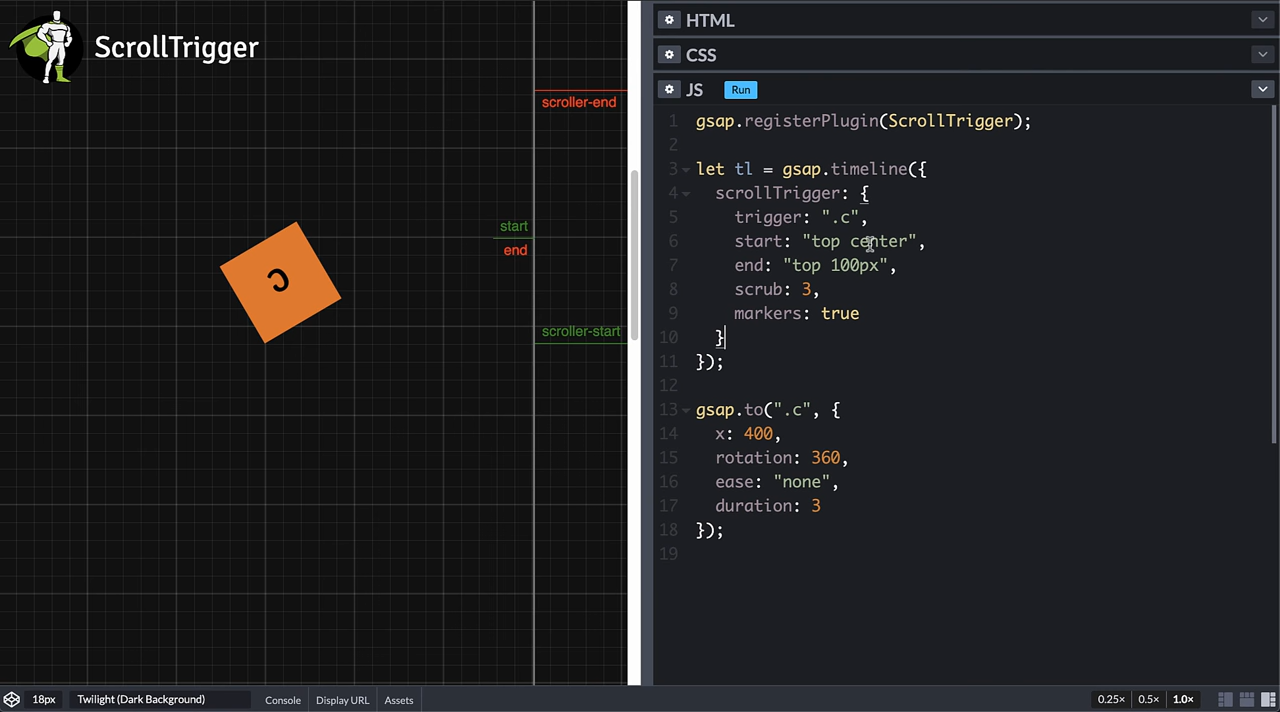 ScrollTrigger
scroller-end
start
end
scroller-start
C
HTML
CSS
JS Run
1 gsap.registerPlugin(ScrollTrigger);
2
3 let tl = gsap.timeline({
4 scrollTrigger: {
5 trigger: ".c",
6 start: "top center",
7 end: "top 100px",
8 scrub: 3,
9 markers: true
10 }
11 });
12
13 gsap.to(".c", {
14 x: 400,
15 rotation: 360,
16 ease: "none",
17 duration: 3
18 });
19
18px Twilight (Dark Background) Console Display URL Assets 0.25× 0.5× 1.0×